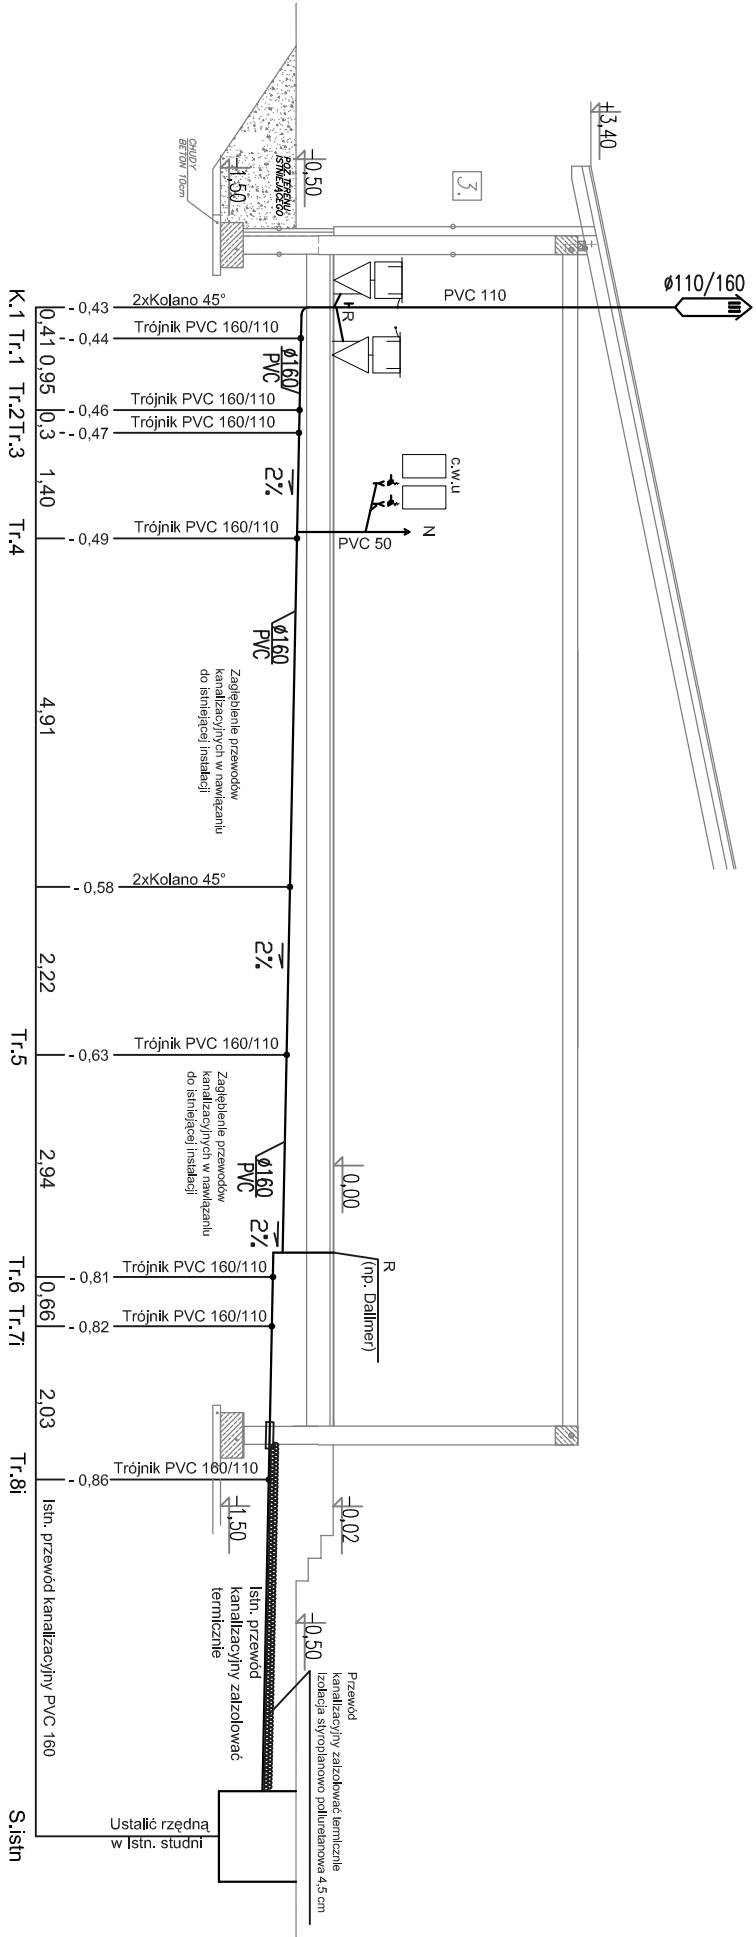 +3,40
3.
-0,50
POZ. TERENU
ISTNIEJĄCEGO
-1,50
CHUDY
BETON 10cm
ø110/160
PVC 110
R
c.w.u
N
PVC 50
K.1
- 0,43
2xKolano 45°
0,41
Tr.1
- 0,44
Trójnik PVC 160/110
ø160
PVC
0,95
Tr.2
- 0,46
Trójnik PVC 160/110
0,3
Tr.3
- 0,47
Trójnik PVC 160/110
2%
1,40
Tr.4
- 0,49
Trójnik PVC 160/110
ø160
PVC
Zagłębienie przewodów
kanalizacyjnych w nawiązaniu
do istniejącej instalacji
4,91
- 0,58
2xKolano 45°
2%
2,22
Tr.5
- 0,63
Trójnik PVC 160/110
Zagłębienie przewodów
kanalizacyjnych w nawiązaniu
do istniejącej instalacji
ø160
PVC
2,94
0,00
2%
R
(np. Dallmer)
Tr.6
- 0,81
Trójnik PVC 160/110
0,66
Tr.7i
- 0,82
Trójnik PVC 160/110
2,03
Tr.8i
- 0,86
Trójnik PVC 160/110
-1,50
-0,02
-0,50
Istn. przewód kanalizacyjny PVC 160
Istn. przewód
kanalizacyjny zaizolować
termicznie
Przewód
kanalizacyjny zaizolować termicznie
Izolacja styropianowo poliuretanowa 4,5 cm
S.istn
Ustalić rzędną
w istn. studni